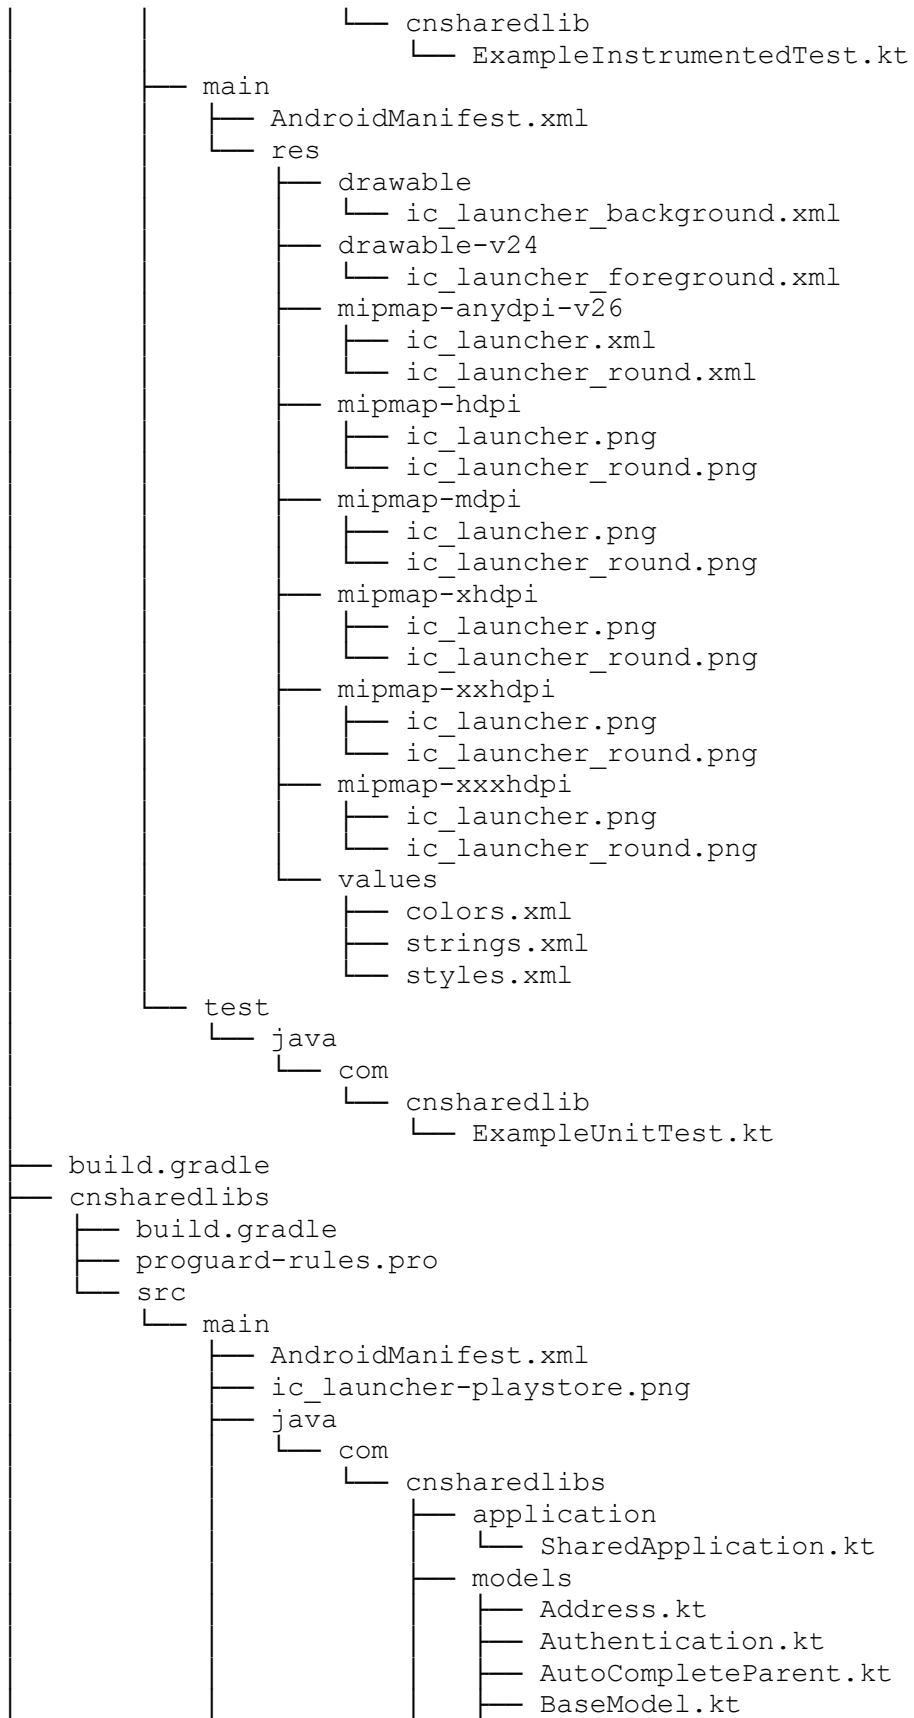 │       │           └── cnsharedlib
│       │               └── ExampleInstrumentedTest.kt
│       ├── main
│       │   ├── AndroidManifest.xml
│       │   └── res
│       │       ├── drawable
│       │       │   └── ic_launcher_background.xml
│       │       ├── drawable-v24
│       │       │   └── ic_launcher_foreground.xml
│       │       ├── mipmap-anydpi-v26
│       │       │   ├── ic_launcher.xml
│       │       │   └── ic_launcher_round.xml
│       │       ├── mipmap-hdpi
│       │       │   ├── ic_launcher.png
│       │       │   └── ic_launcher_round.png
│       │       ├── mipmap-mdpi
│       │       │   ├── ic_launcher.png
│       │       │   └── ic_launcher_round.png
│       │       ├── mipmap-xhdpi
│       │       │   ├── ic_launcher.png
│       │       │   └── ic_launcher_round.png
│       │       ├── mipmap-xxhdpi
│       │       │   ├── ic_launcher.png
│       │       │   └── ic_launcher_round.png
│       │       ├── mipmap-xxxhdpi
│       │       │   ├── ic_launcher.png
│       │       │   └── ic_launcher_round.png
│       │       └── values
│       │           ├── colors.xml
│       │           ├── strings.xml
│       │           └── styles.xml
│       └── test
│           └── java
│               └── com
│                   └── cnsharedlib
│                       └── ExampleUnitTest.kt
├── build.gradle
├── cnsharedlibs
│   ├── build.gradle
│   ├── proguard-rules.pro
│   └── src
│       └── main
│           ├── AndroidManifest.xml
│           ├── ic_launcher-playstore.png
│           ├── java
│           │   └── com
│           │       └── cnsharedlibs
│           │           ├── application
│           │           │   └── SharedApplication.kt
│           │           ├── models
│           │           │   ├── Address.kt
│           │           │   ├── Authentication.kt
│           │           │   ├── AutoCompleteParent.kt
│           │           │   ├── BaseModel.kt